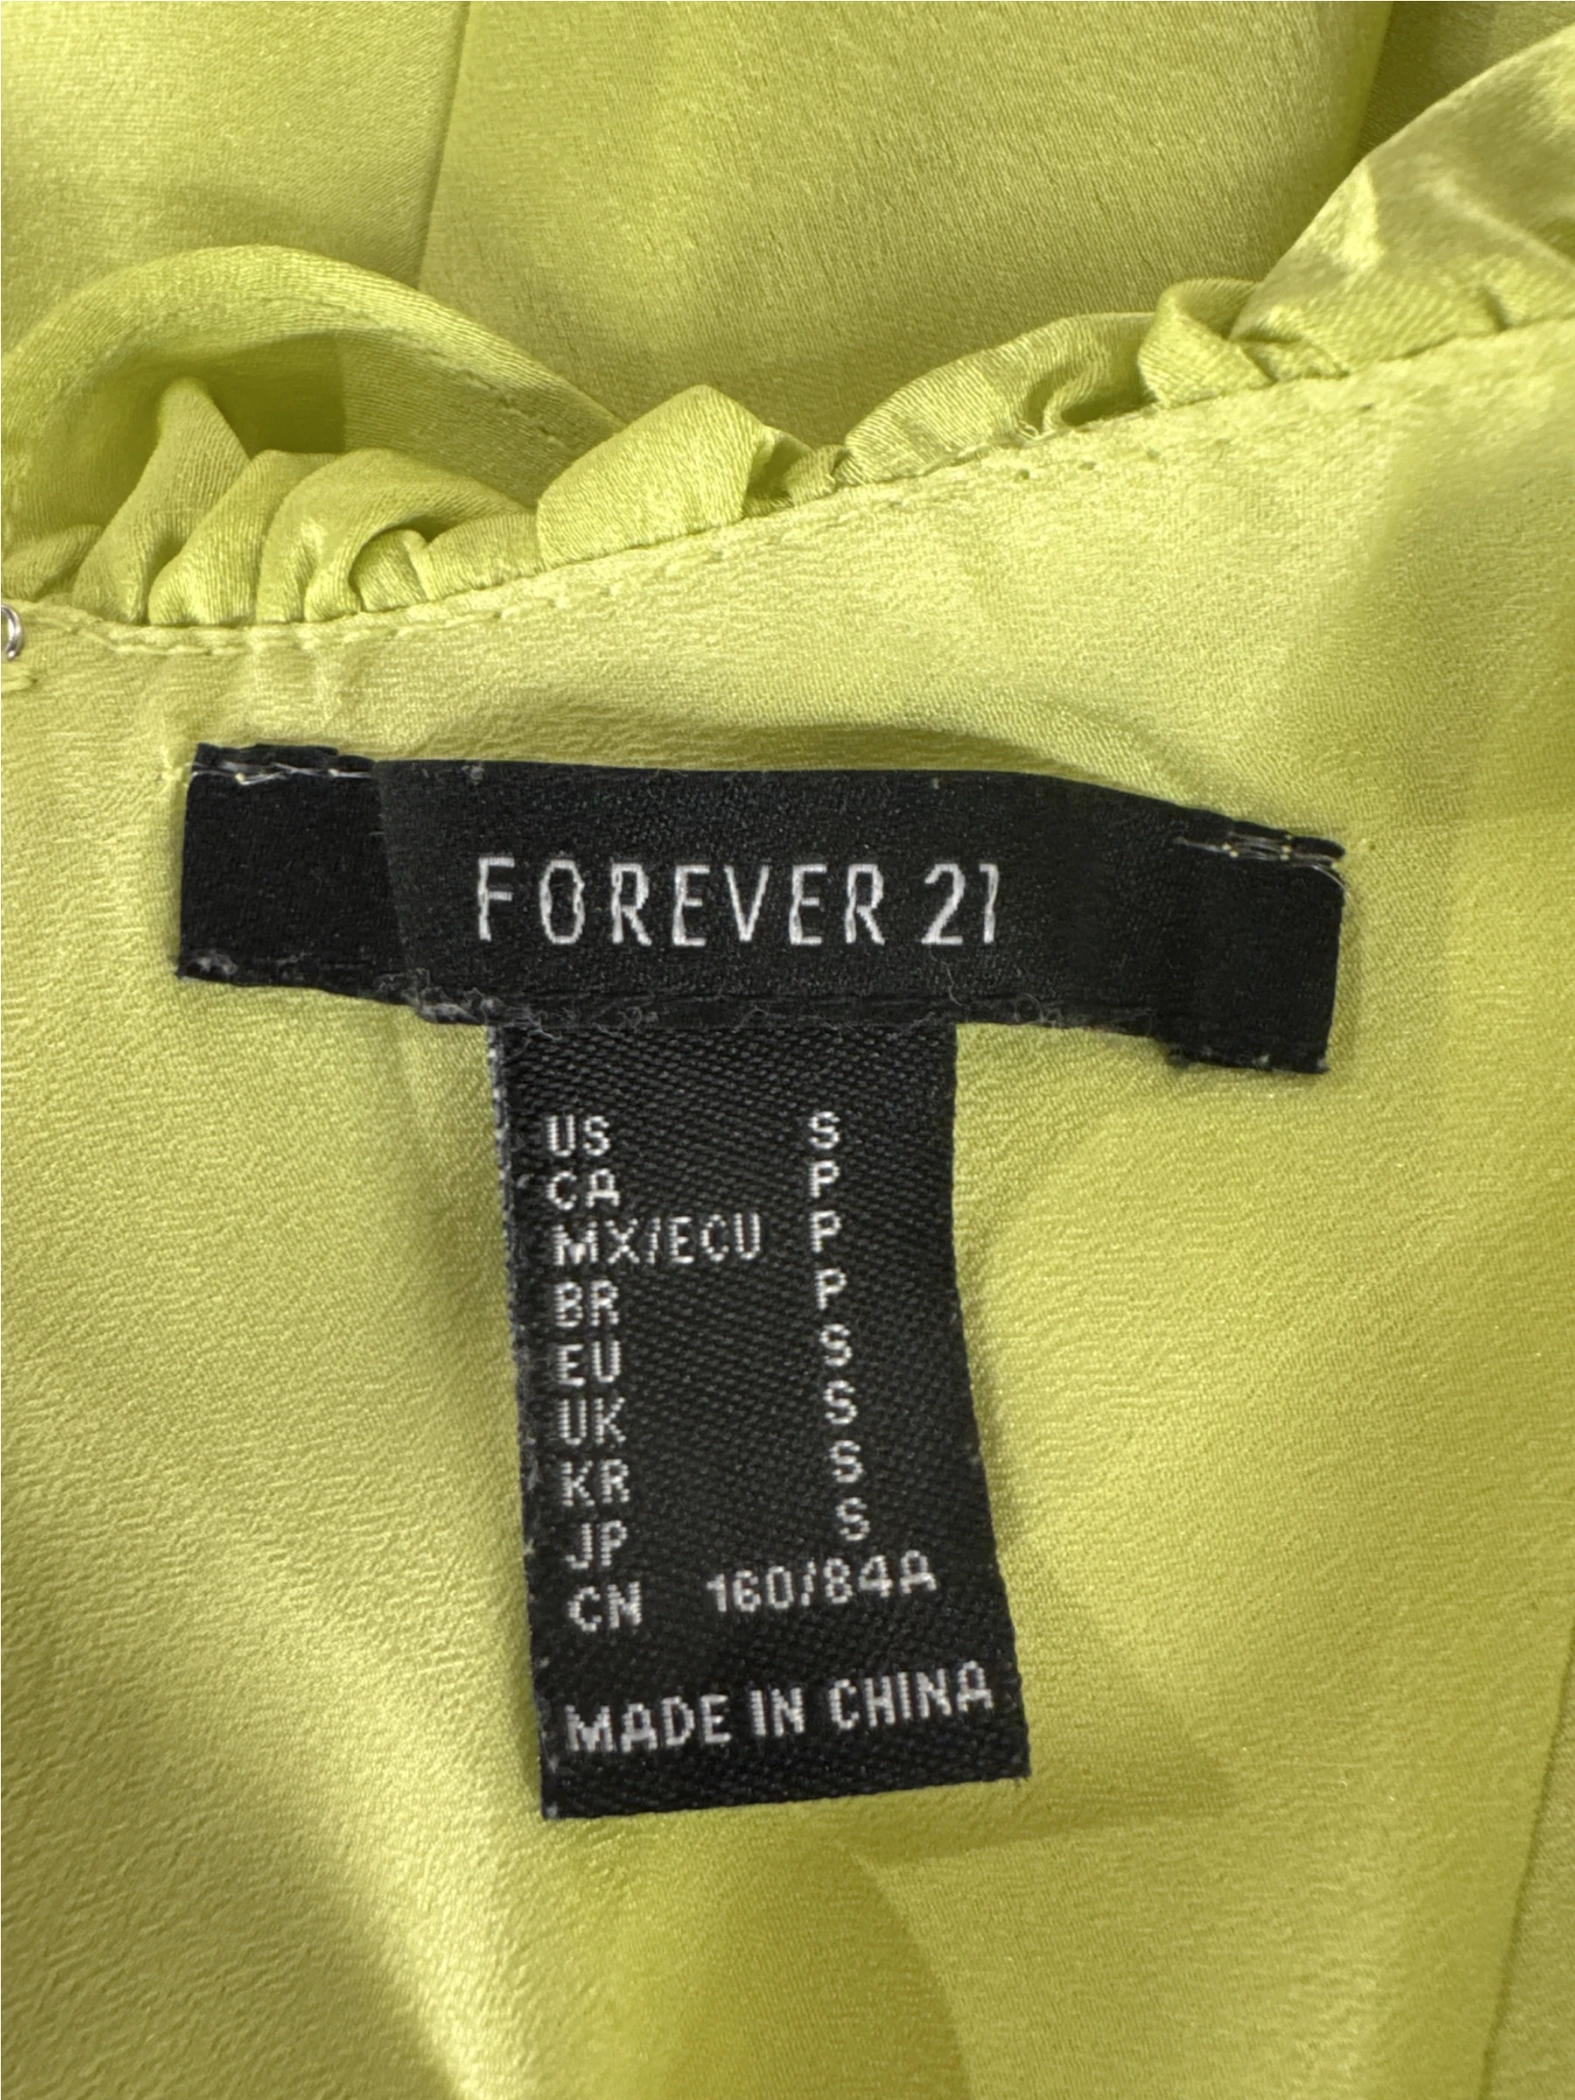 FOREVER 21
US S
CA P
MX/ECU P
BR P
EU S
UK S
KR S
JP S
CN 160/84A
MADE IN CHINA